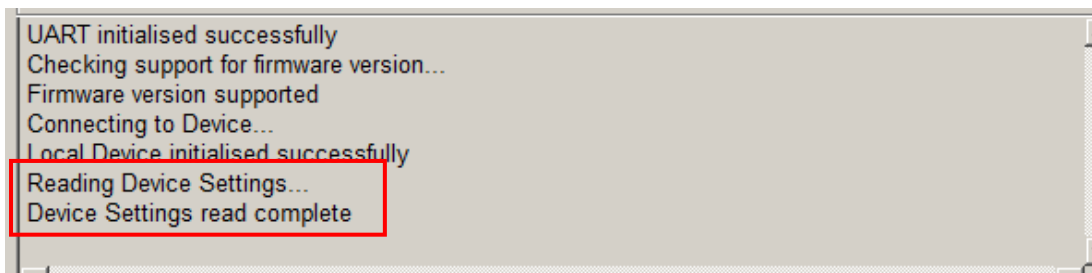 UART initialised successfully
Checking support for firmware version...
Firmware version supported
Connecting to Device...
Local Device initialised successfully
Reading Device Settings...
Device Settings read complete